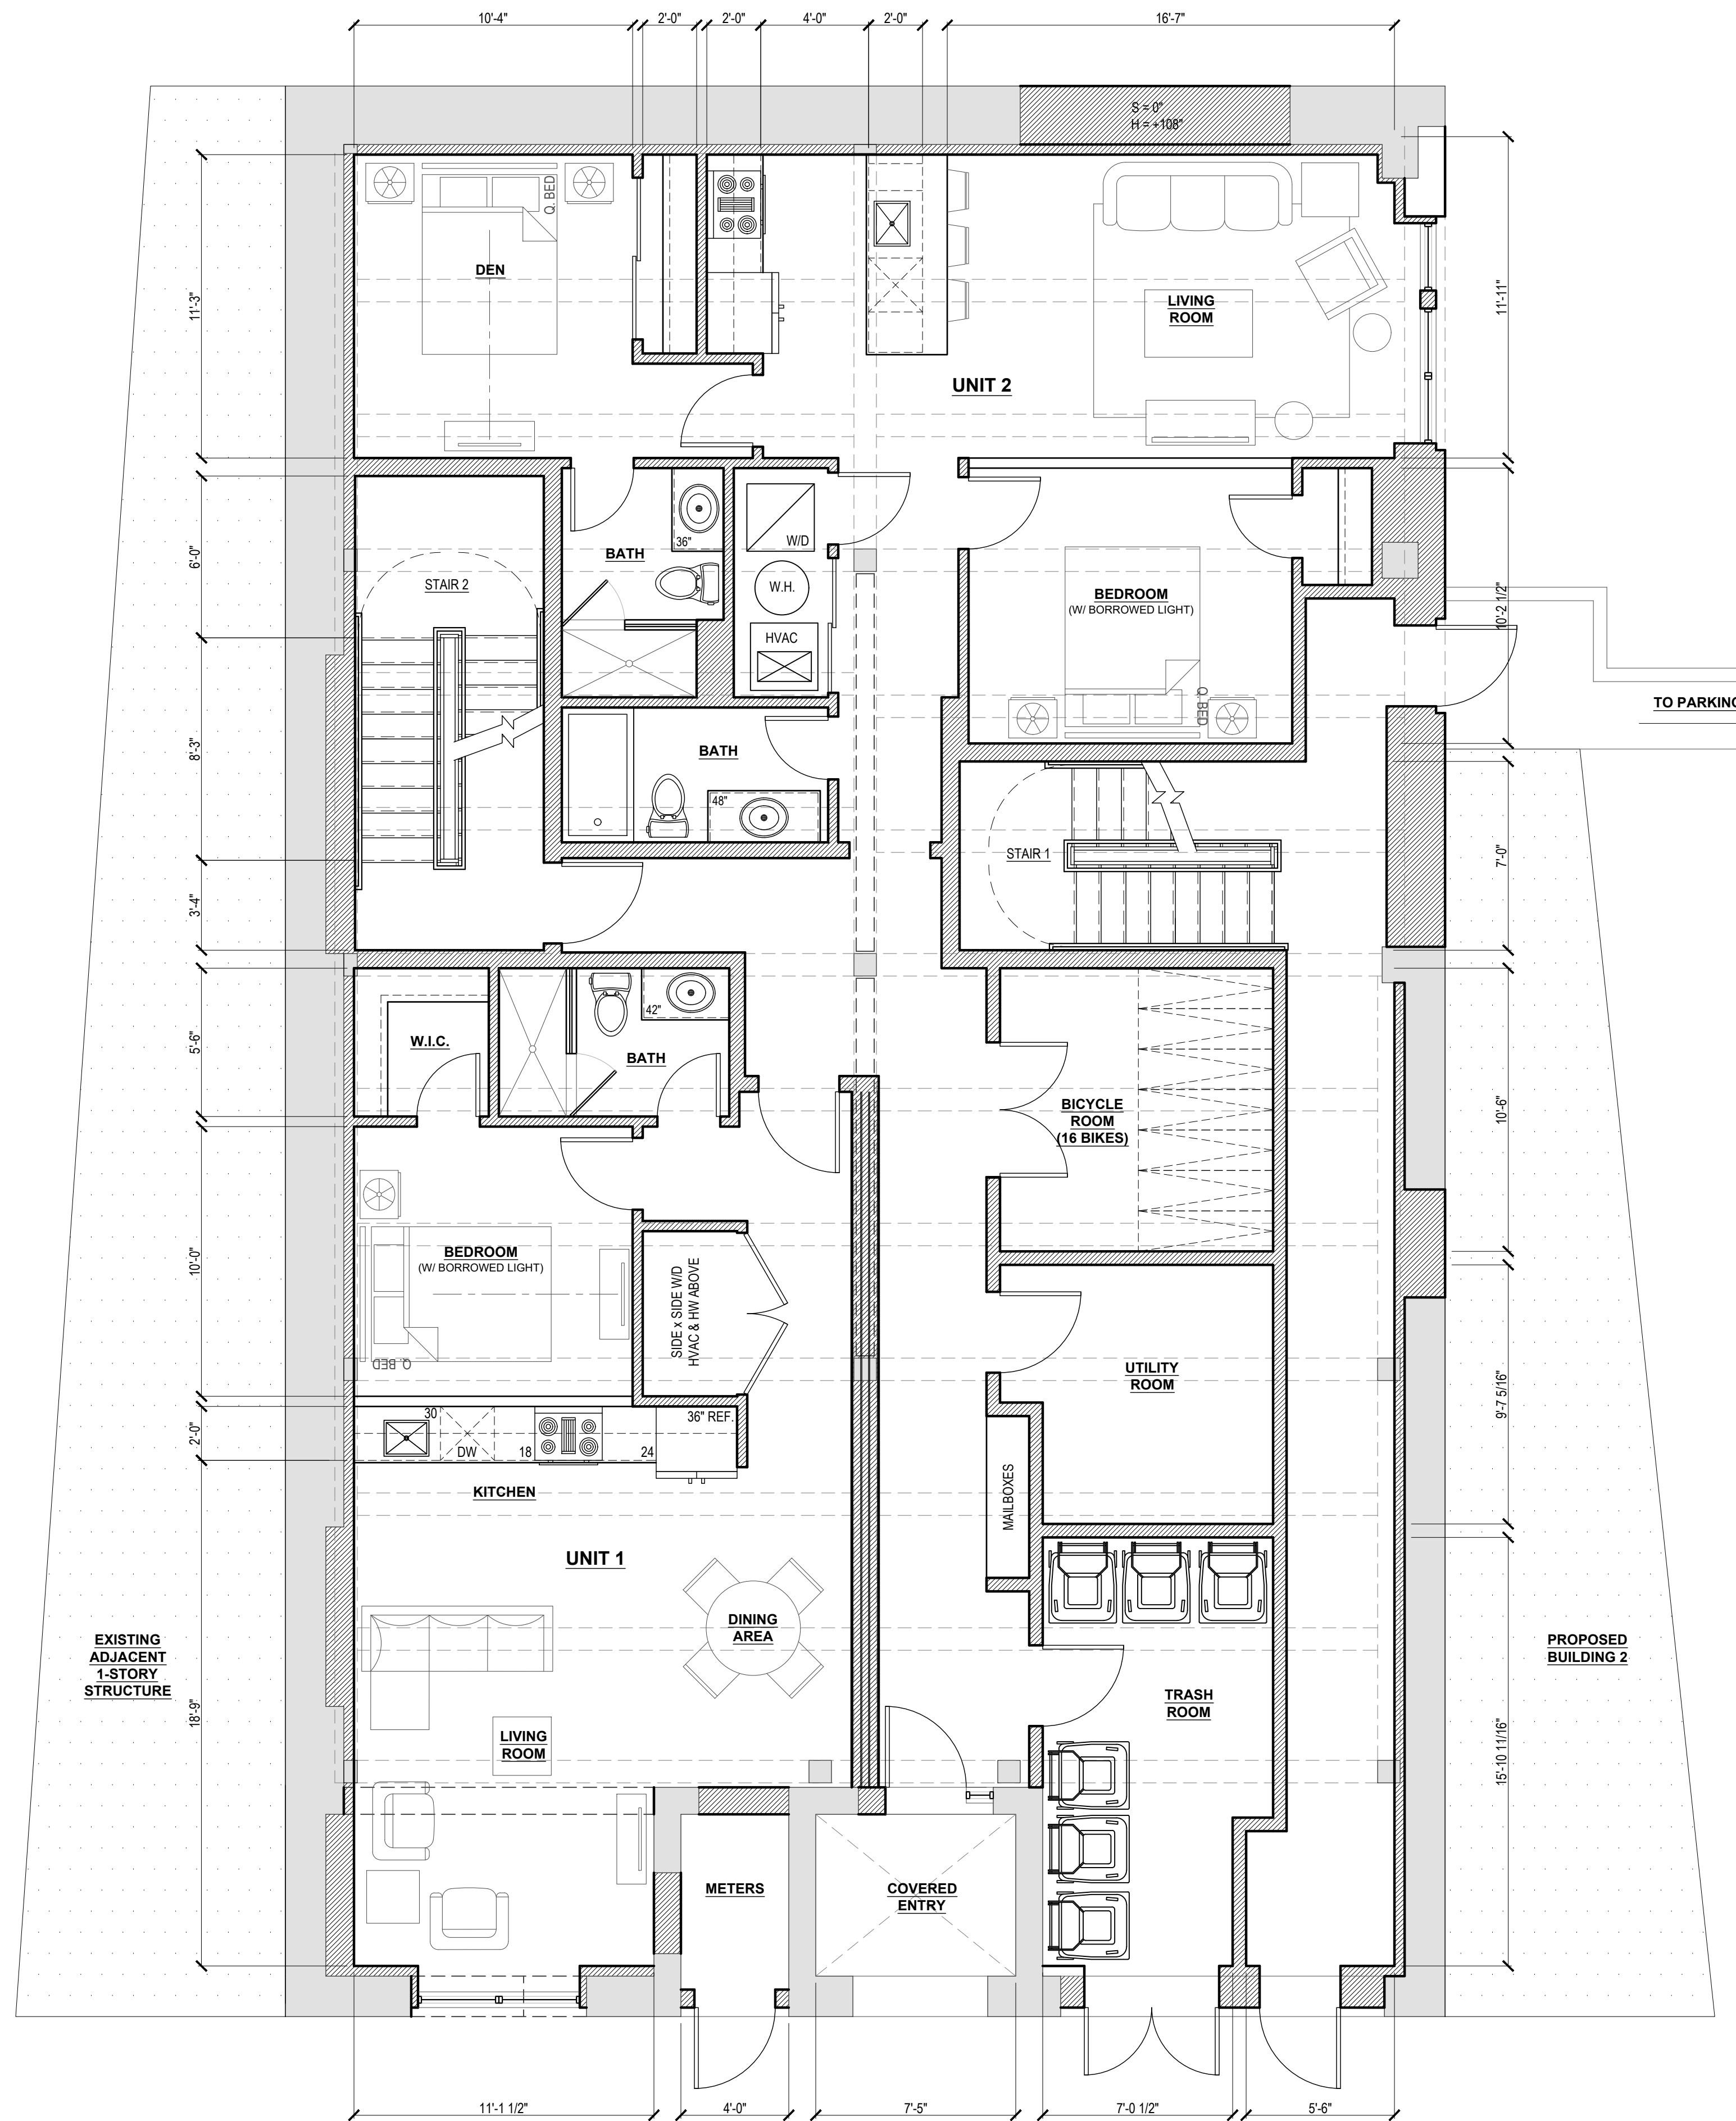 10'-4"
2'-0"
2'-0"
4'-0"
2'-0"
16'-7"
S = 0"
H = +108"
Q. BED
DEN
LIVING
ROOM
11'-3"
11'-11"
UNIT 2
36"
W/D
BATH
W.H.
STAIR 2
6'-0"
HVAC
BEDROOM
(W/ BORROWED LIGHT)
10'-2 1/2"
Q. BED
TO PARKING
8'-3"
BATH
48"
STAIR 1
7'-0"
3'-4"
42"
W.I.C.
BATH
5'-6"
BICYCLE
ROOM
(16 BIKES)
10'-6"
BEDROOM
(W/ BORROWED LIGHT)
10'-0"
SIDE x SIDE W/D
HVAC & HW ABOVE
Q. BED
UTILITY
ROOM
9'-7 5/16"
30
DW
18
24
36" REF.
2'-0"
KITCHEN
MAILBOXES
UNIT 1
DINING
AREA
EXISTING
ADJACENT
1-STORY
STRUCTURE
PROPOSED
BUILDING 2
TRASH
ROOM
18'-9"
LIVING
ROOM
15'-10 11/16"
METERS
COVERED
ENTRY
11'-1 1/2"
4'-0"
7'-5"
7'-0 1/2"
5'-6"